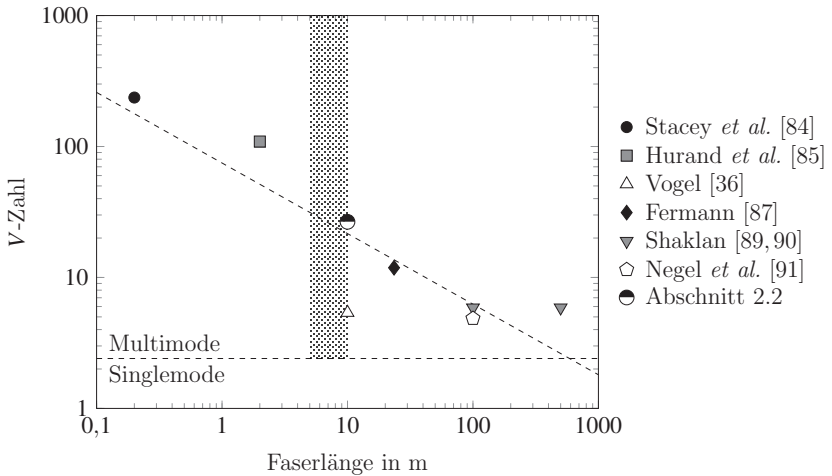 1000
100
10
1
V-Zahl
Multimode
Singlemode
0,1
1
10
100
1000
Faserlänge in m
Stacey et al. [84]
Hurand et al. [85]
Vogel [36]
Fermann [87]
Shaklan [89,90]
Negel et al. [91]
Abschnitt 2.2